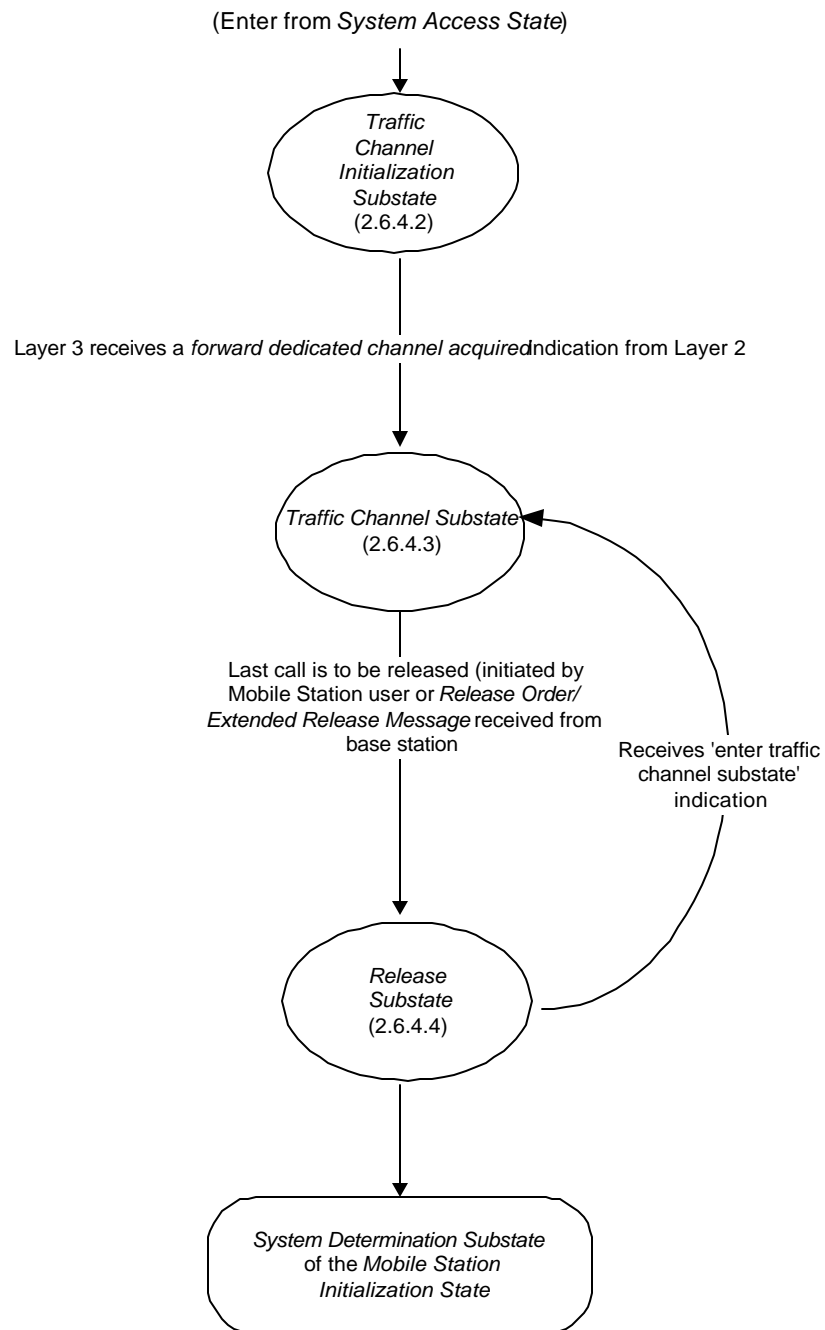 (Enter from System Access State)
Traffic
Channel
Initialization
Substate
(2.6.4.2)
Layer 3 receives a forward dedicated channel acquired indication from Layer 2
Traffic Channel Substate
(2.6.4.3)
Last call is to be released (initiated by
Mobile Station user or Release Order/
Extended Release Message received from
base station
Receives 'enter traffic
channel substate'
indication
Release
Substate
(2.6.4.4)
System Determination Substate
of the Mobile Station
Initialization State